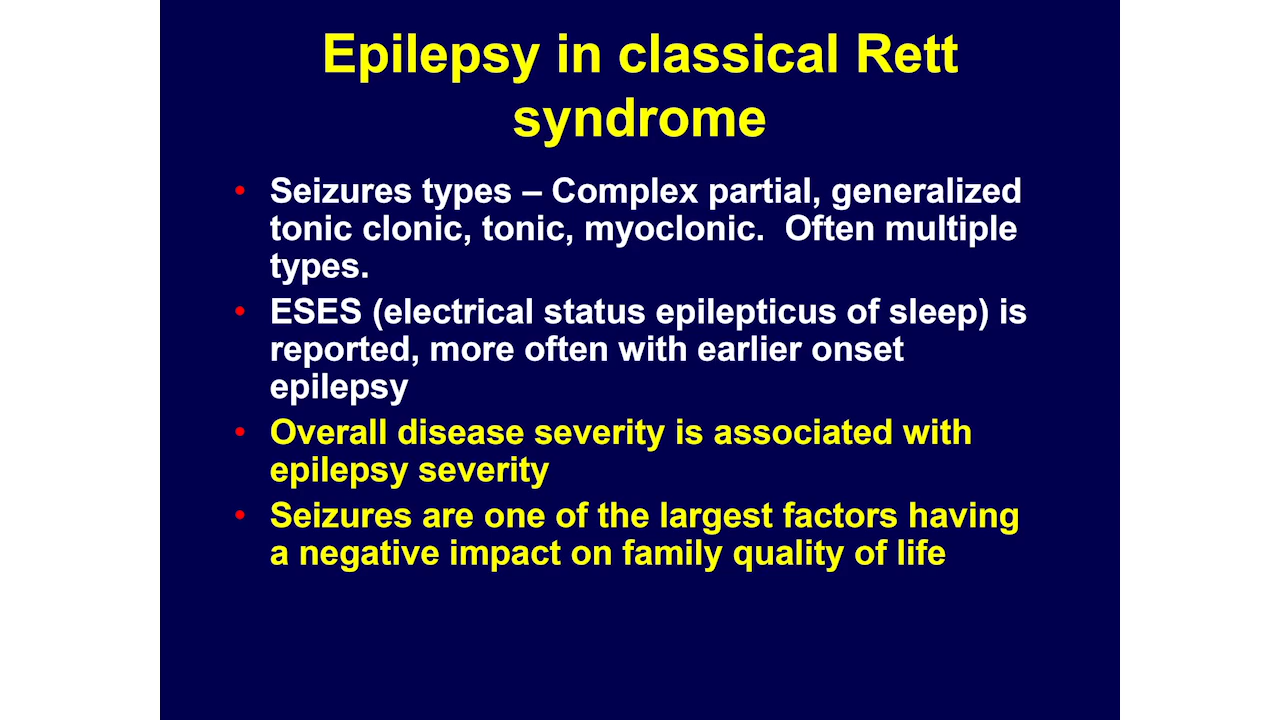 Epilepsy in classical Rett
syndrome
• Seizures types – Complex partial, generalized
tonic clonic, tonic, myoclonic.  Often multiple
types.
• ESES (electrical status epilepticus of sleep) is
reported, more often with earlier onset
epilepsy
• Overall disease severity is associated with
epilepsy severity
• Seizures are one of the largest factors having
a negative impact on family quality of life